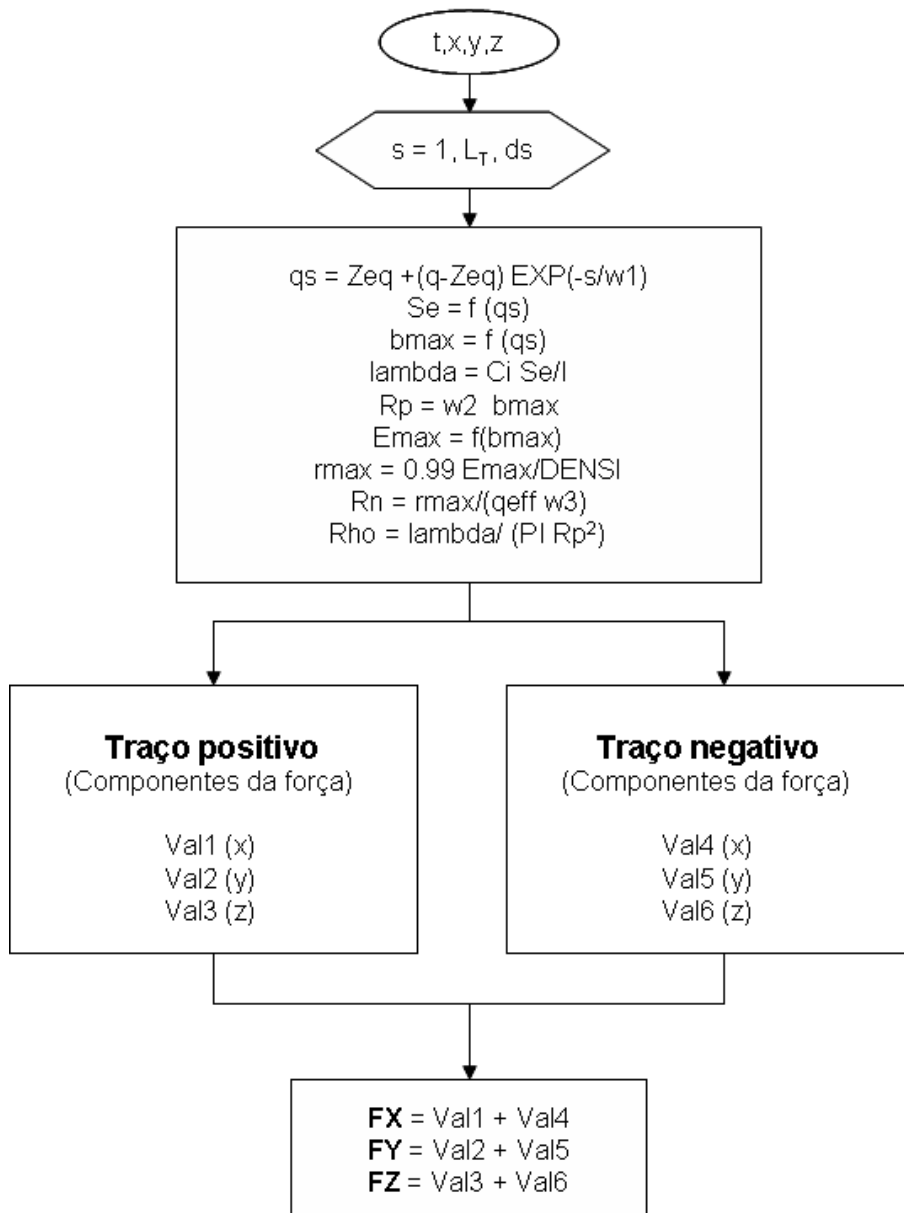 t,x,y,z
s = 1, L_T, ds
qs = Zeq +(q-Zeq) EXP(-s/w1)
Se = f (qs)
bmax = f (qs)
lambda = Ci Se/I
Rp = w2 bmax
Emax = f(bmax)
rmax = 0.99 Emax/DENSI
Rn = rmax/(qeff w3)
Rho = lambda/ (PI Rp²)
Traço positivo
(Componentes da força)
Val1 (x)
Val2 (y)
Val3 (z)
Traço negativo
(Componentes da força)
Val4 (x)
Val5 (y)
Val6 (z)
FX = Val1 + Val4
FY = Val2 + Val5
FZ = Val3 + Val6